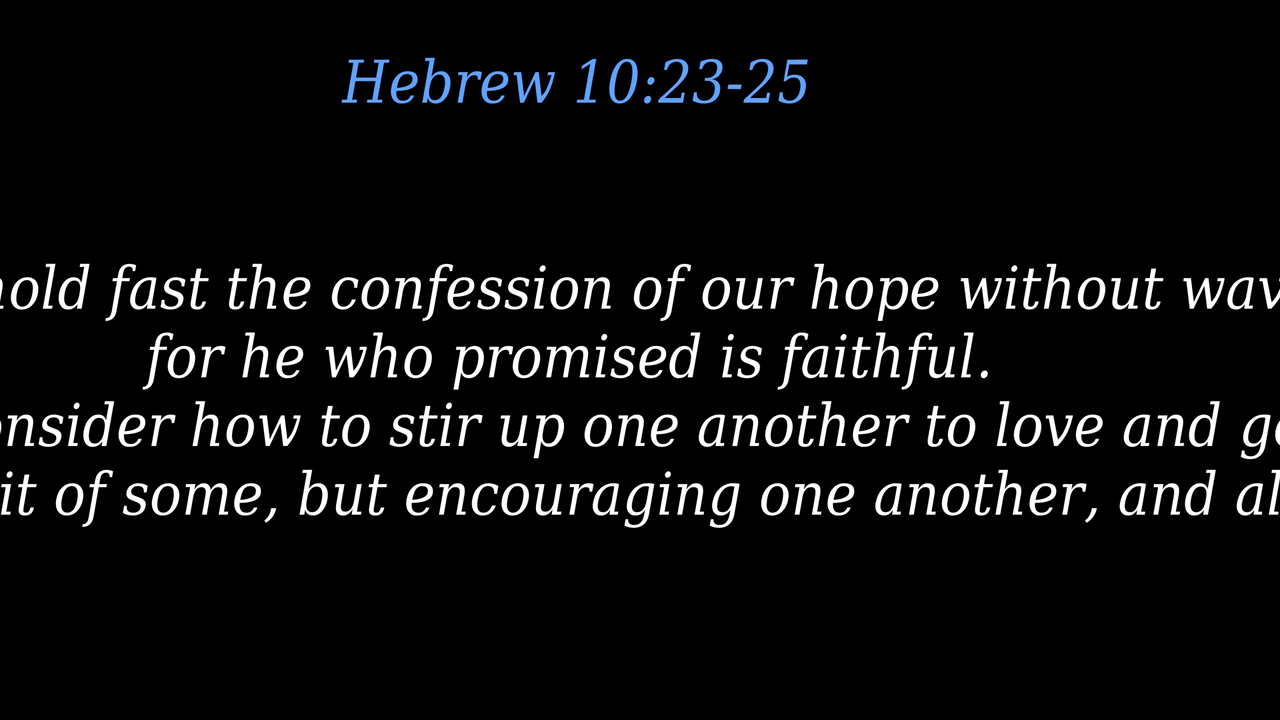 Hebrew 10:23-25
hold fast the confession of our hope without wav
for he who promised is faithful.
onsider how to stir up one another to love and go
it of some, but encouraging one another, and al